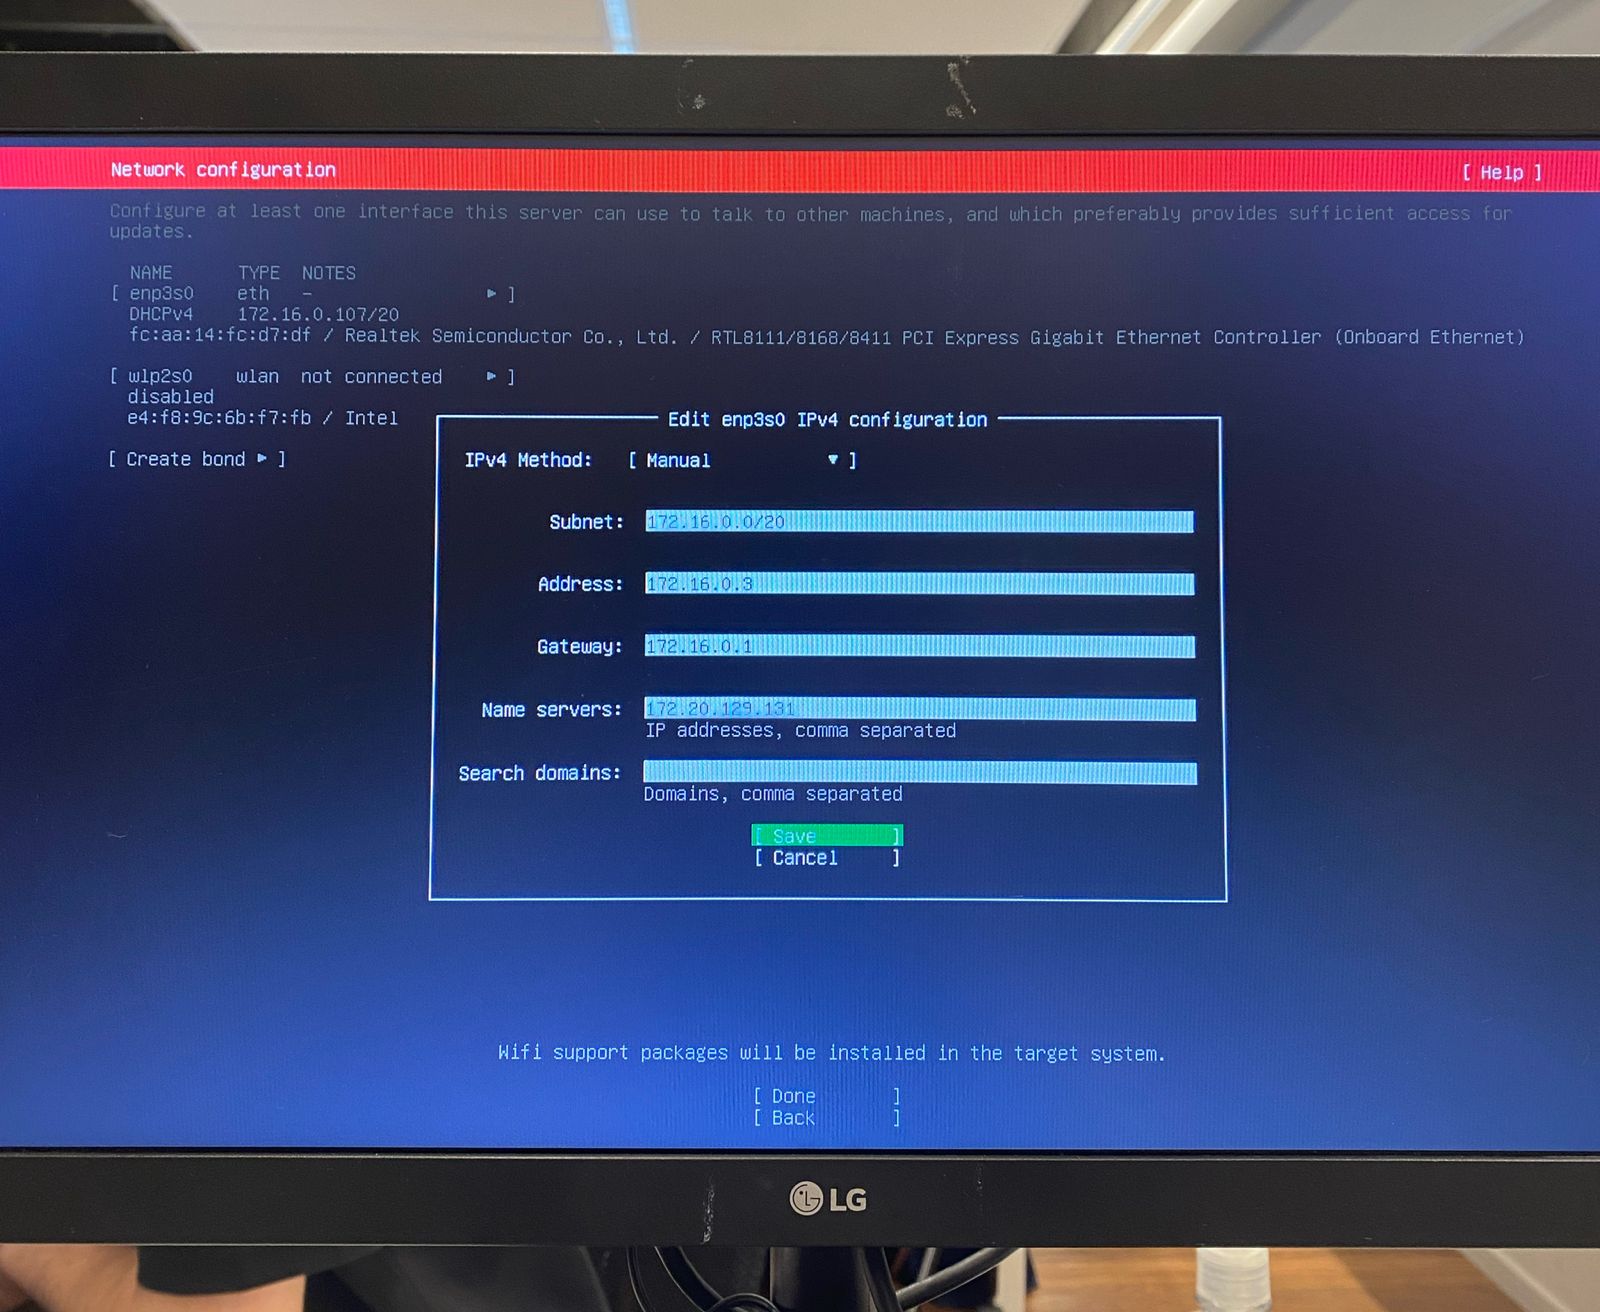 Network configuration [ Help ]
Configure at least one interface this server can use to talk to other machines, and which preferably provides sufficient access for
updates.
NAME TYPE NOTES
[ enp3s0 eth - ▸ ]
DHCPv4 172.16.0.107/20
fc:aa:14:fc:d7:df / Realtek Semiconductor Co., Ltd. / RTL8111/8168/8411 PCI Express Gigabit Ethernet Controller (Onboard Ethernet)
[ wlp2s0 wlan not connected ▸ ]
disabled
e4:f8:9c:6b:f7:fb / Intel
[ Create bond ▸ ]
Edit enp3s0 IPv4 configuration
IPv4 Method: [ Manual ▾ ]
Subnet: 172.16.0.0/20
Address: 172.16.0.3
Gateway: 172.16.0.1
Name servers: 172.20.129.131
IP addresses, comma separated
Search domains:
Domains, comma separated
[ Save ]
[ Cancel ]
Wifi support packages will be installed in the target system.
[ Done ]
[ Back ]
LG